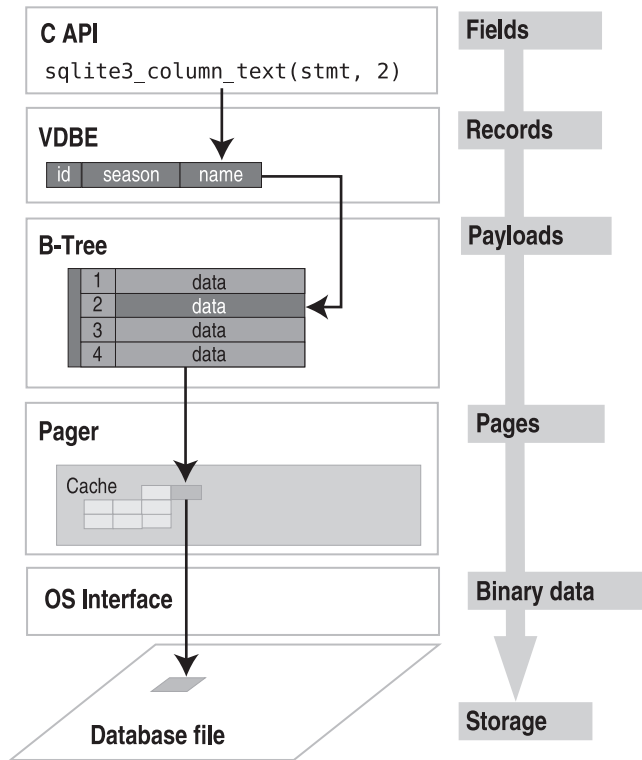 C API
sqlite3_column_text(stmt, 2)
VDBE
id season name
B-Tree
1 data
2 data
3 data
4 data
Pager
Cache
OS Interface
Database file
Fields
Records
Payloads
Pages
Binary data
Storage